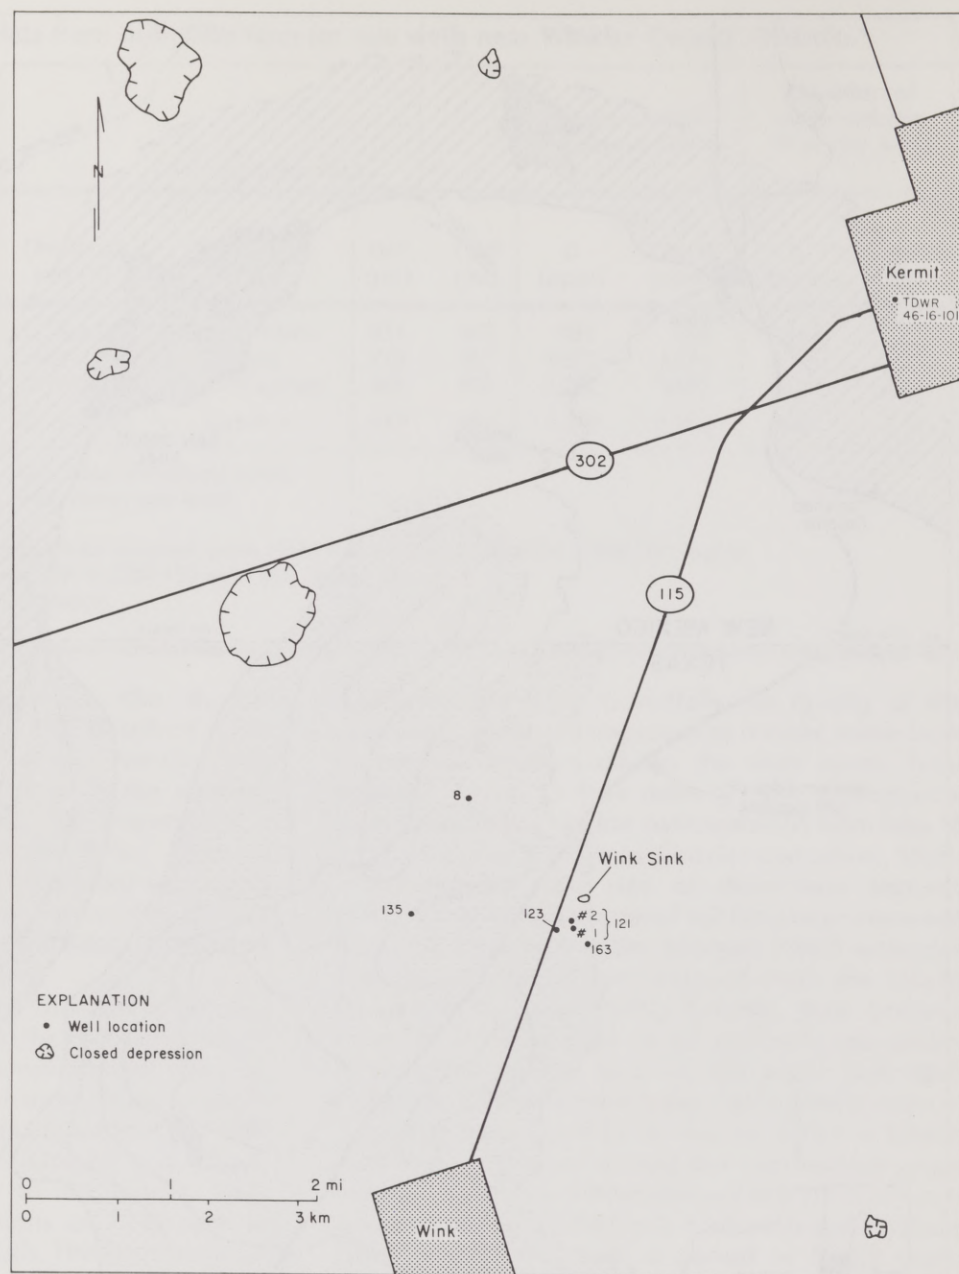 N
Kermit
TDWR
46-16-101
302
115
8
Wink Sink
135
123
# 2
121
# 1
163
EXPLANATION
Well location
Closed depression
0 1 2 mi
0 1 2 3 km
Wink